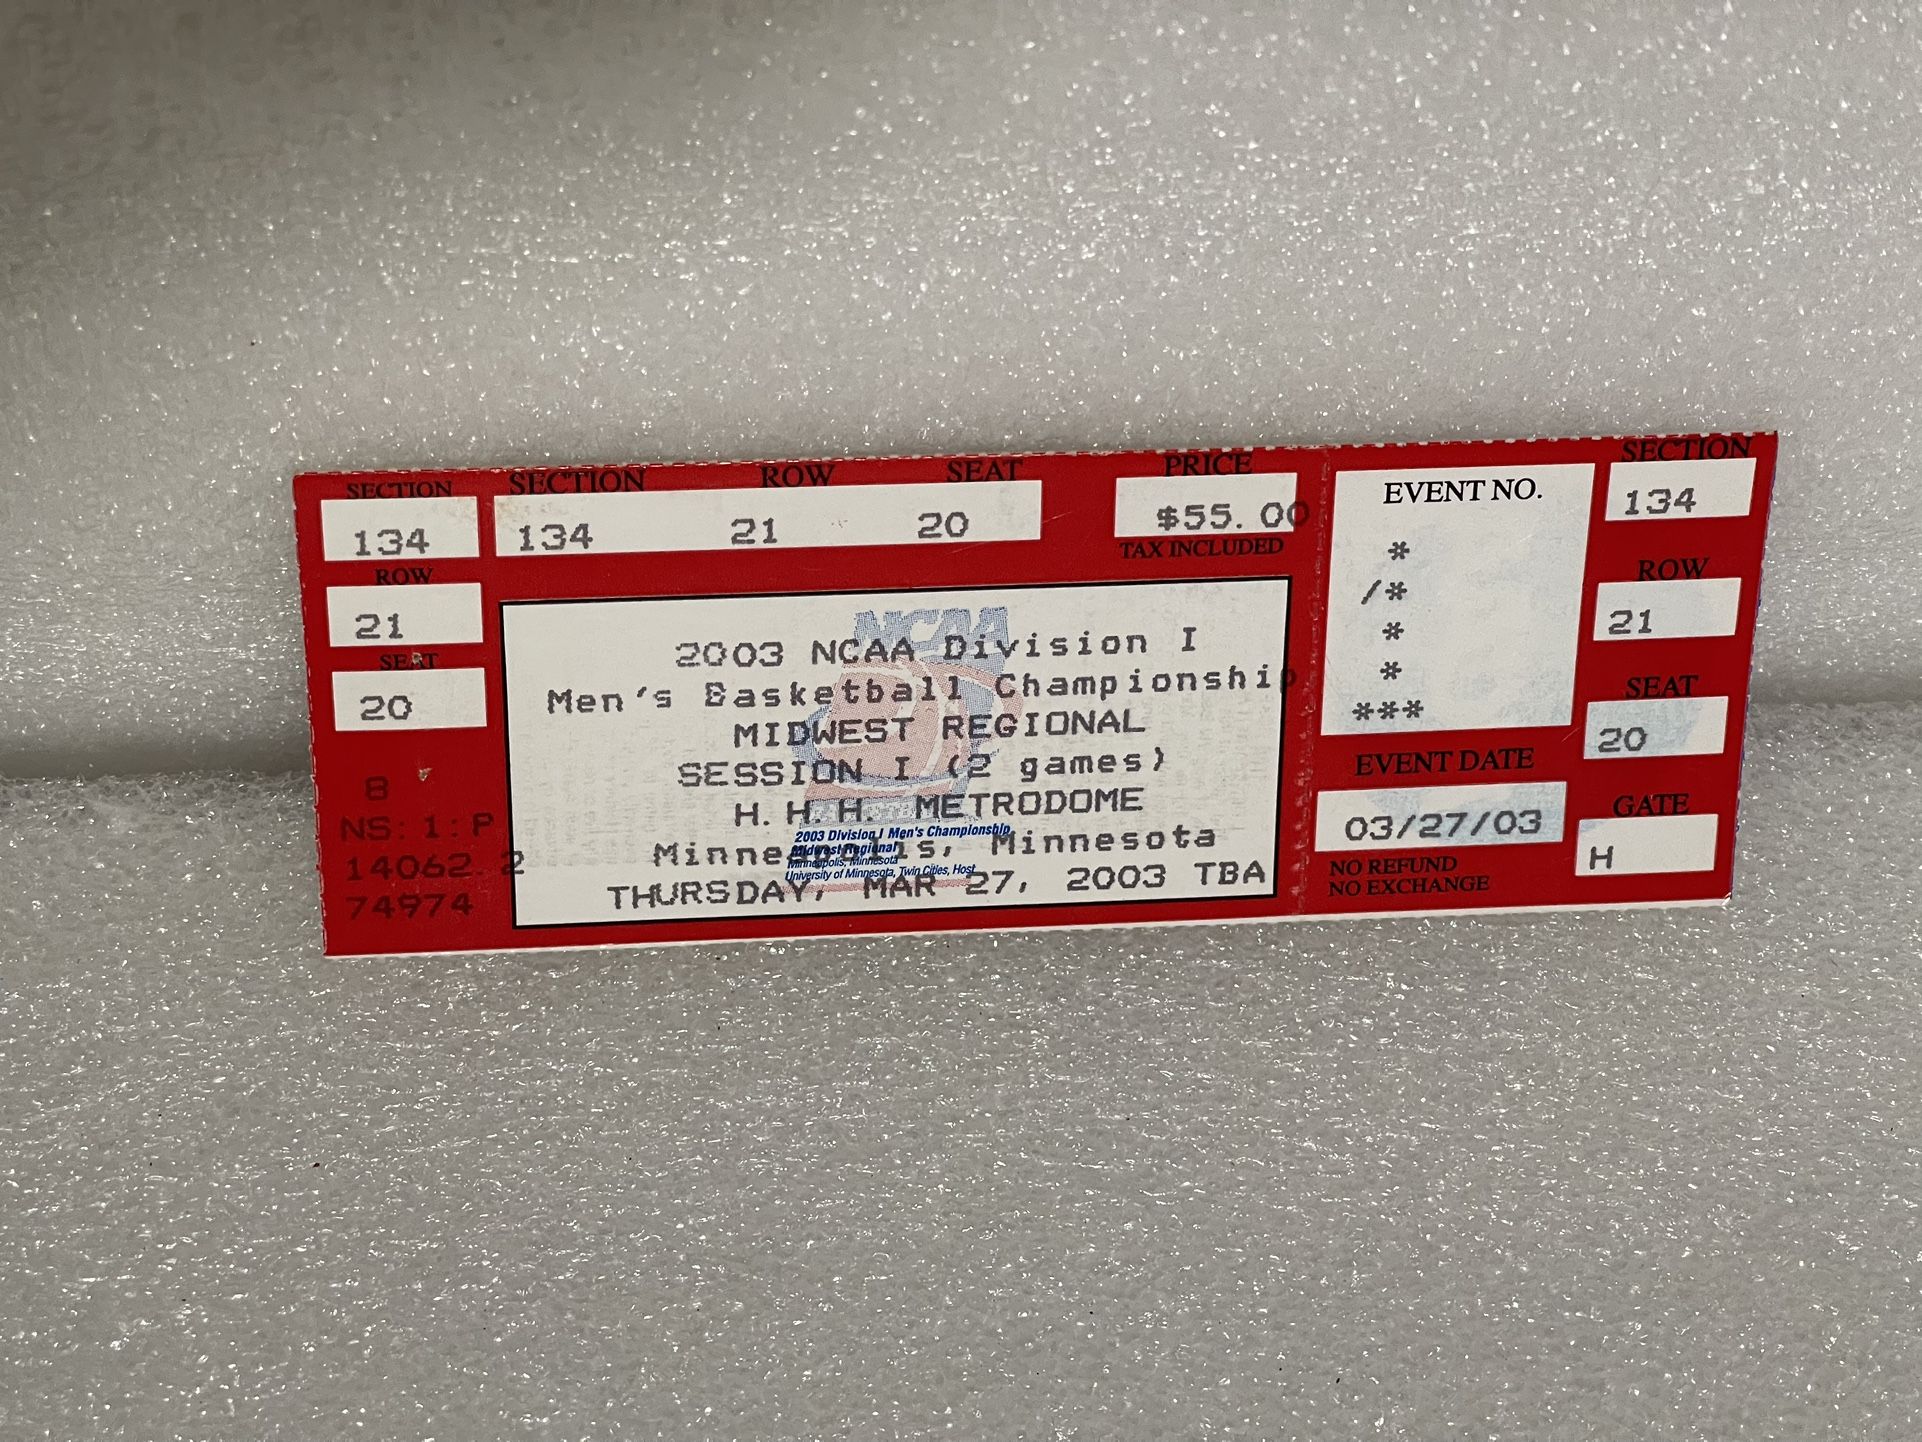 SECTION
134
ROW
21
SEAT
20
8
NS: 1: P
14062. 2
74974
SECTION ROW SEAT
134 21 20
PRICE
$55. 00
TAX INCLUDED
NCAA
2003 NCAA Division I
Men's Basketball Championship
MIDWEST REGIONAL
SESSION I (2 games)
H. H. H. METRODOME
Minneapolis, Minnesota
THURSDAY, MAR 27, 2003 TBA
2003 Division I Men's Championship
Midwest Regional
Minneapolis, Minnesota
University of Minnesota, Twin Cities, Host
EVENT NO.
*
/*
*
*
***
EVENT DATE
03/27/03
NO REFUND
NO EXCHANGE
SECTION
134
ROW
21
SEAT
20
GATE
H